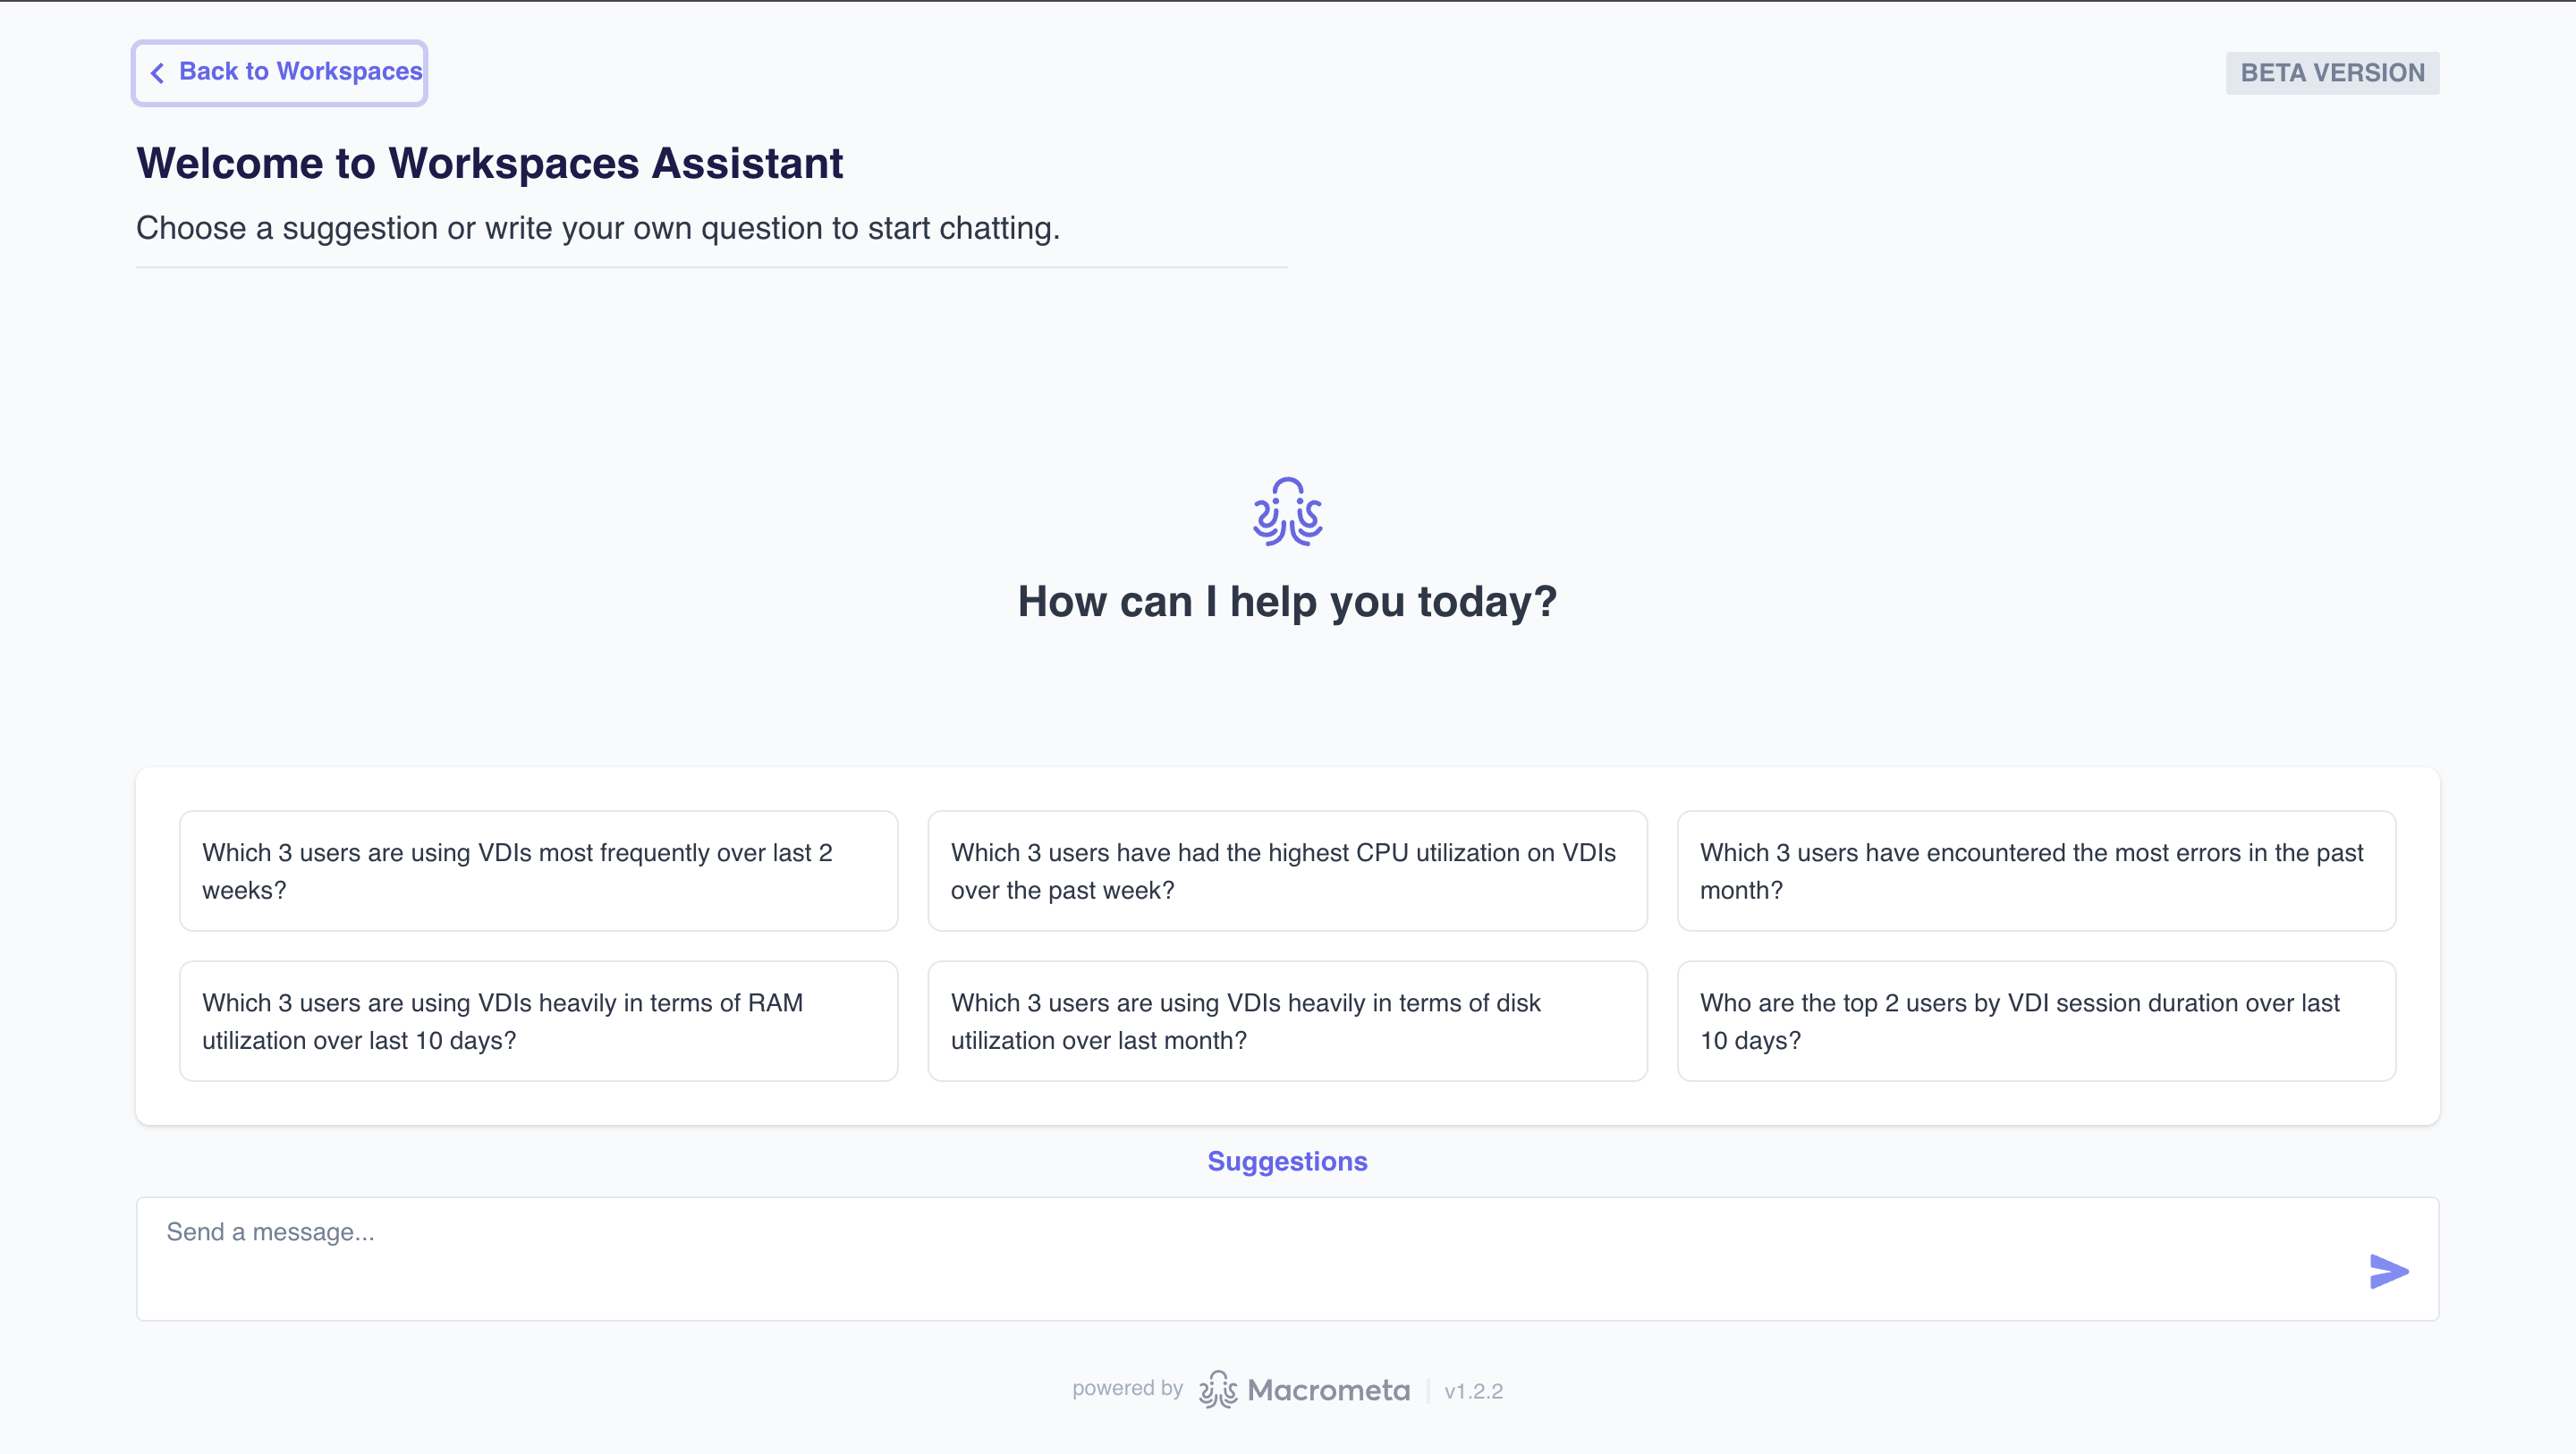 Back to Workspaces
BETA VERSION
Welcome to Workspaces Assistant
Choose a suggestion or write your own question to start chatting.
How can I help you today?
Which 3 users are using VDIs most frequently over last 2
weeks?
Which 3 users have had the highest CPU utilization on VDIs
over the past week?
Which 3 users have encountered the most errors in the past
month?
Which 3 users are using VDIs heavily in terms of RAM
utilization over last 10 days?
Which 3 users are using VDIs heavily in terms of disk
utilization over last month?
Who are the top 2 users by VDI session duration over last
10 days?
Suggestions
Send a message...
powered by Macrometa | v1.2.2